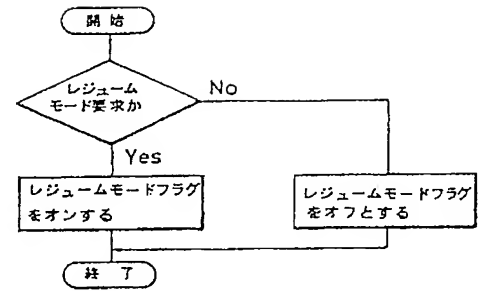 開始
レジューム
モード要求か
No
Yes
レジュームモードフラグ
をオンする
レジュームモードフラグ
をオフとする
終了